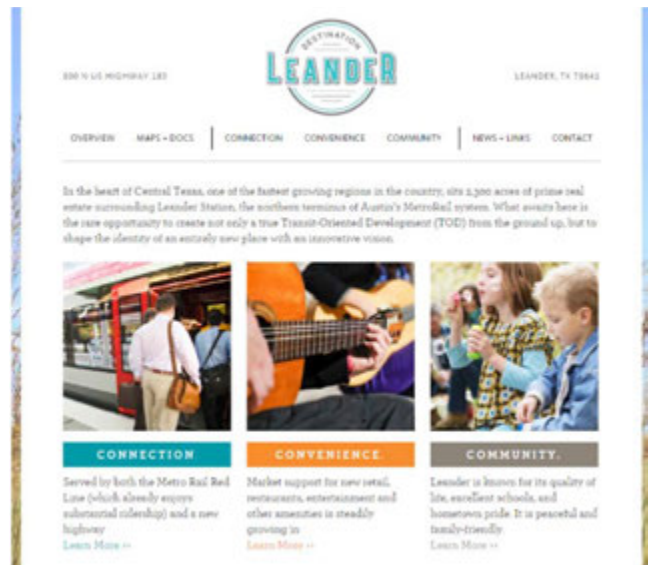 DESTINATION
LEANDER
800 N US HIGHWAY 183
LEANDER, TX 78641
OVERVIEW MAPS + DOCS CONNECTION CONVENIENCE COMMUNITY NEWS + LINKS CONTACT
In the heart of Central Texas, one of the fastest growing regions in the country, sits 2,300 acres of prime real
estate surrounding Leander Station, the northern terminus of Austin's MetroRail system. What awaits here is
the rare opportunity to create not only a true Transit-Oriented Development (TOD) from the ground up, but to
shape the identity of an entirely new place with an innovative vision.
CONNECTION
Served by both the Metro Rail Red
Line (which already enjoys
substantial ridership) and a new
highway
Learn More >>
CONVENIENCE.
Market support for new retail,
restaurants, entertainment and
other amenities is steadily
growing in
Learn More >>
COMMUNITY.
Leander is known for its quality of
life, excellent schools, and
hometown pride. It is peaceful and
family-friendly
Learn More >>